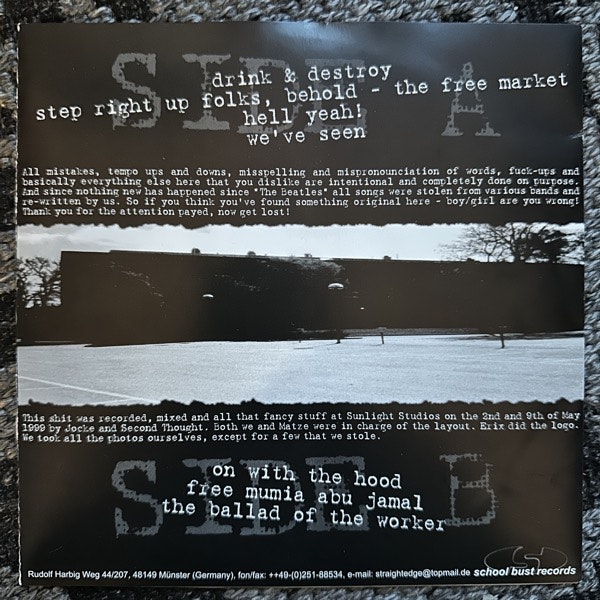 SIDE A
drink & destroy
step right up folks, behold - the free market
hell yeah!
we've seen
All mistakes, tempo ups and downs, misspelling and mispronounciation of words, fuck-ups and
basically everything else here that you dislike are intentional and completely done on purpose.
And since nothing new has happened since "The Beatles" all songs were stolen from various bands and
re-written by us. So if you think you've found something original here - boy/girl are you wrong!
Thank you for the attention payed, now get lost!
This shit was recorded, mixed and all that fancy stuff at Sunlight Studios on the 2nd and 9th of May
1999 by Jocke and Second Thought. Both we and Matze were in charge of the layout. Erix did the logo.
We took all the photos ourselves, except for a few that we stole.
SIDE B
on with the hood
free mumia abu jamal
the ballad of the worker
Rudolf Harbig Weg 44/207, 48149 Münster (Germany), fon/fax: ++49-(0)251-88534, e-mail: straightedge@topmail.de school bust records